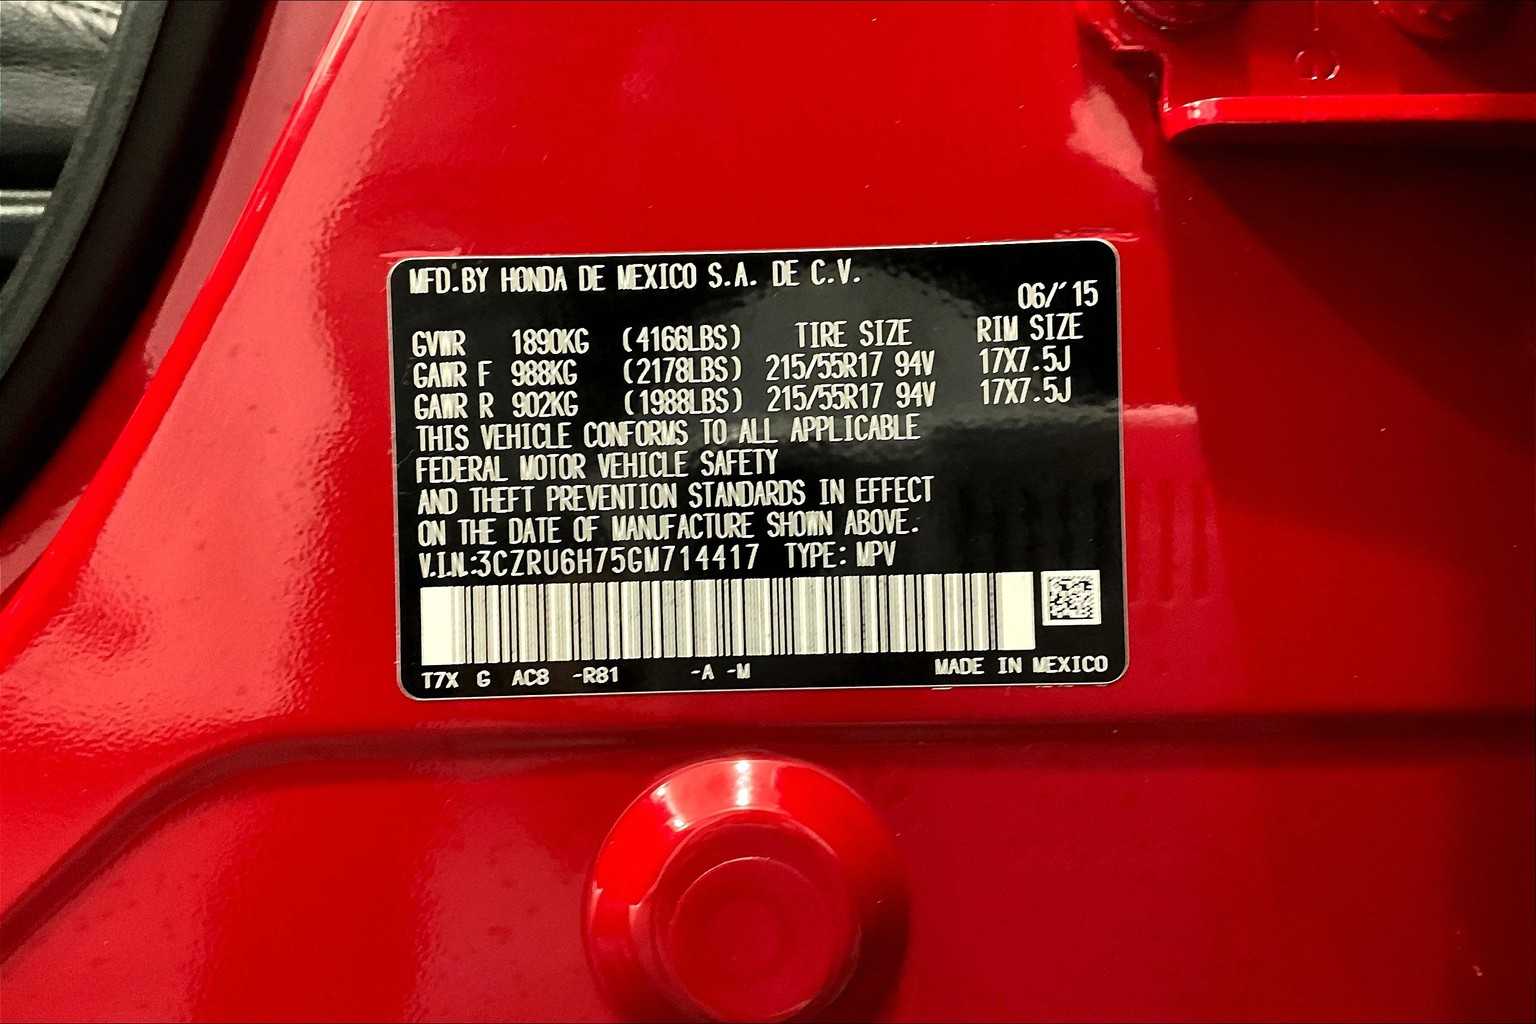 MFD.BY HONDA DE MEXICO S.A. DE C.V.
06/'15
GVWR 1890KG (4166LBS) TIRE SIZE RIM SIZE
GAWR F 988KG (2178LBS) 215/55R17 94V 17X7.5J
GAWR R 902KG (1988LBS) 215/55R17 94V 17X7.5J
THIS VEHICLE CONFORMS TO ALL APPLICABLE
FEDERAL MOTOR VEHICLE SAFETY
AND THEFT PREVENTION STANDARDS IN EFFECT
ON THE DATE OF MANUFACTURE SHOWN ABOVE.
V.I.N.:3CZRU6H75GM714417 TYPE: MPV
T7X G AC8 -R81 -A -M MADE IN MEXICO